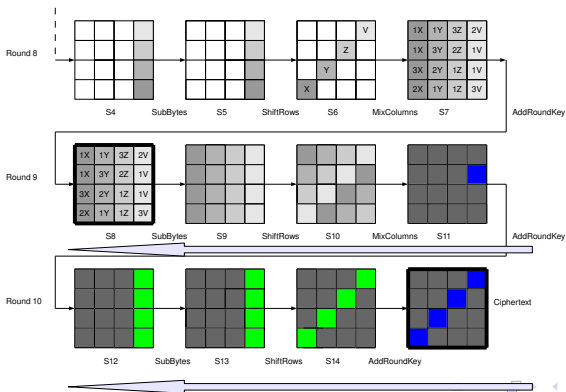 V
Z
Y
X
1X 1Y 3Z 2V
1X 3Y 2Z 1V
3X 2Y 1Z 1V
2X 1Y 1Z 3V
Round 8
S4 SubBytes S5 ShiftRows S6 MixColumns S7 AddRoundKey
1X 1Y 3Z 2V
1X 3Y 2Z 1V
3X 2Y 1Z 1V
2X 1Y 1Z 3V
Round 9
S8 SubBytes S9 ShiftRows S10 MixColumns S11 AddRoundKey
Round 10
Ciphertext
S12 SubBytes S13 ShiftRows S14 AddRoundKey